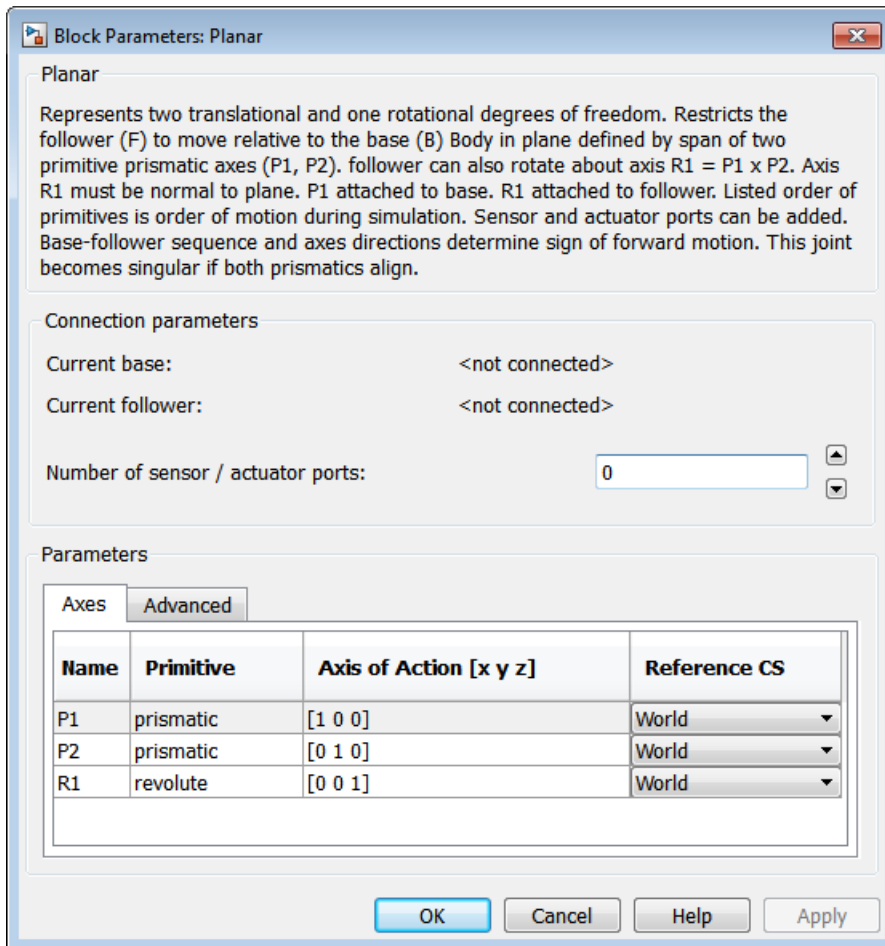 Block Parameters: Planar
Planar
Represents two translational and one rotational degrees of freedom. Restricts the
follower (F) to move relative to the base (B) Body in plane defined by span of two
primitive prismatic axes (P1, P2). follower can also rotate about axis R1 = P1 x P2. Axis
R1 must be normal to plane. P1 attached to base. R1 attached to follower. Listed order of
primitives is order of motion during simulation. Sensor and actuator ports can be added.
Base-follower sequence and axes directions determine sign of forward motion. This joint
becomes singular if both prismatics align.
Connection parameters
Current base: <not connected>
Current follower: <not connected>
Number of sensor / actuator ports: 0
Parameters
Axes Advanced
Name Primitive Axis of Action [x y z] Reference CS
P1 prismatic [1 0 0] World
P2 prismatic [0 1 0] World
R1 revolute [0 0 1] World
OK Cancel Help Apply